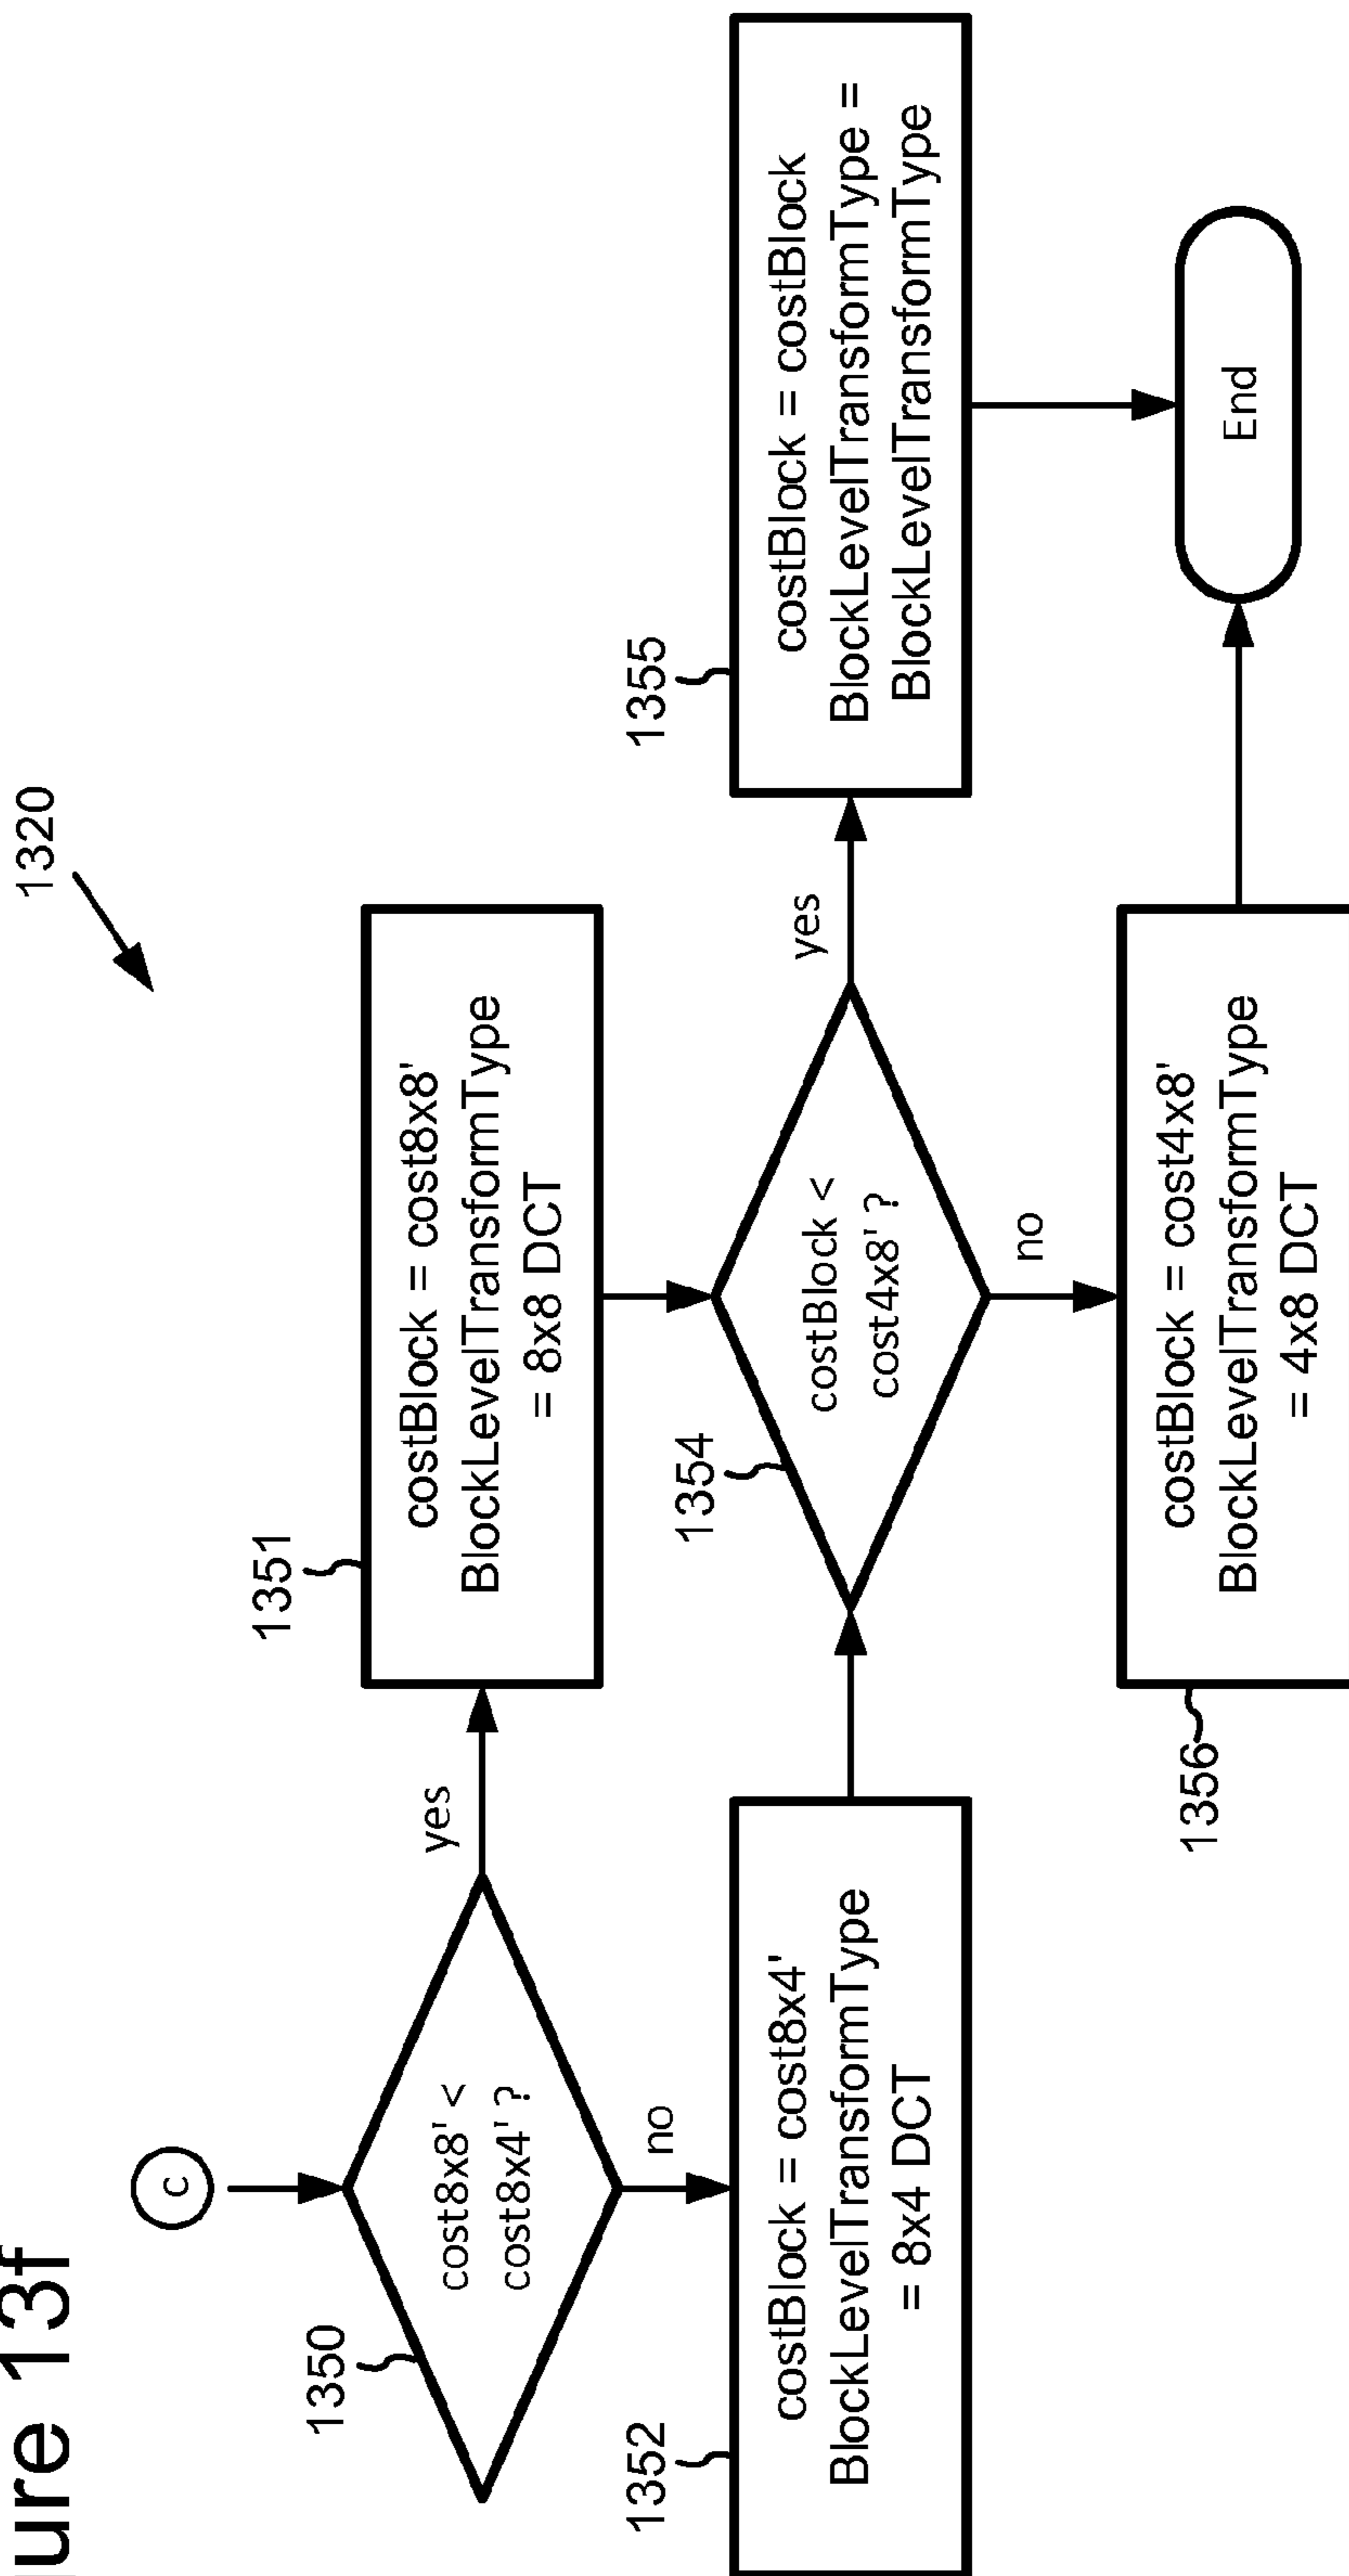 ure 13f
1320
c
1350
cost8x8' <
cost8x4' ?
yes
no
1351
costBlock = cost8x8'
BlockLevelTransformType
= 8x8 DCT
1352
costBlock = cost8x4'
BlockLevelTransformType
= 8x4 DCT
1354
costBlock <
cost4x8' ?
yes
no
1355
costBlock = costBlock
BlockLevelTransformType =
BlockLevelTransformType
1356
costBlock = cost4x8'
BlockLevelTransformType
= 4x8 DCT
End